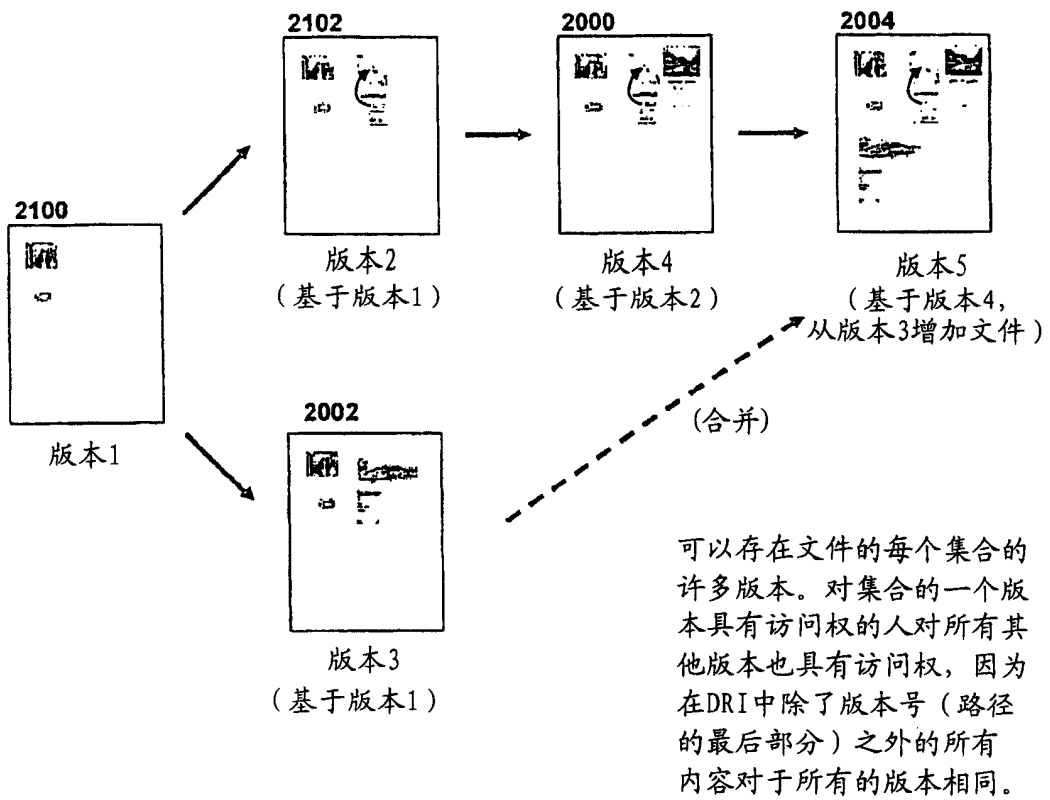 2102
2000
2004
2100
版本2
（基于版本1）
版本4
（基于版本2）
版本5
（基于版本4，
从版本3增加文件）
版本1
2002
(合并)
版本3
（基于版本1）
可以存在文件的每个集合的
许多版本。对集合的一个版
本具有访问权的人对所有其
他版本也具有访问权，因为
在DRI中除了版本号（路径
的最后部分）之外的所有
内容对于所有的版本相同。